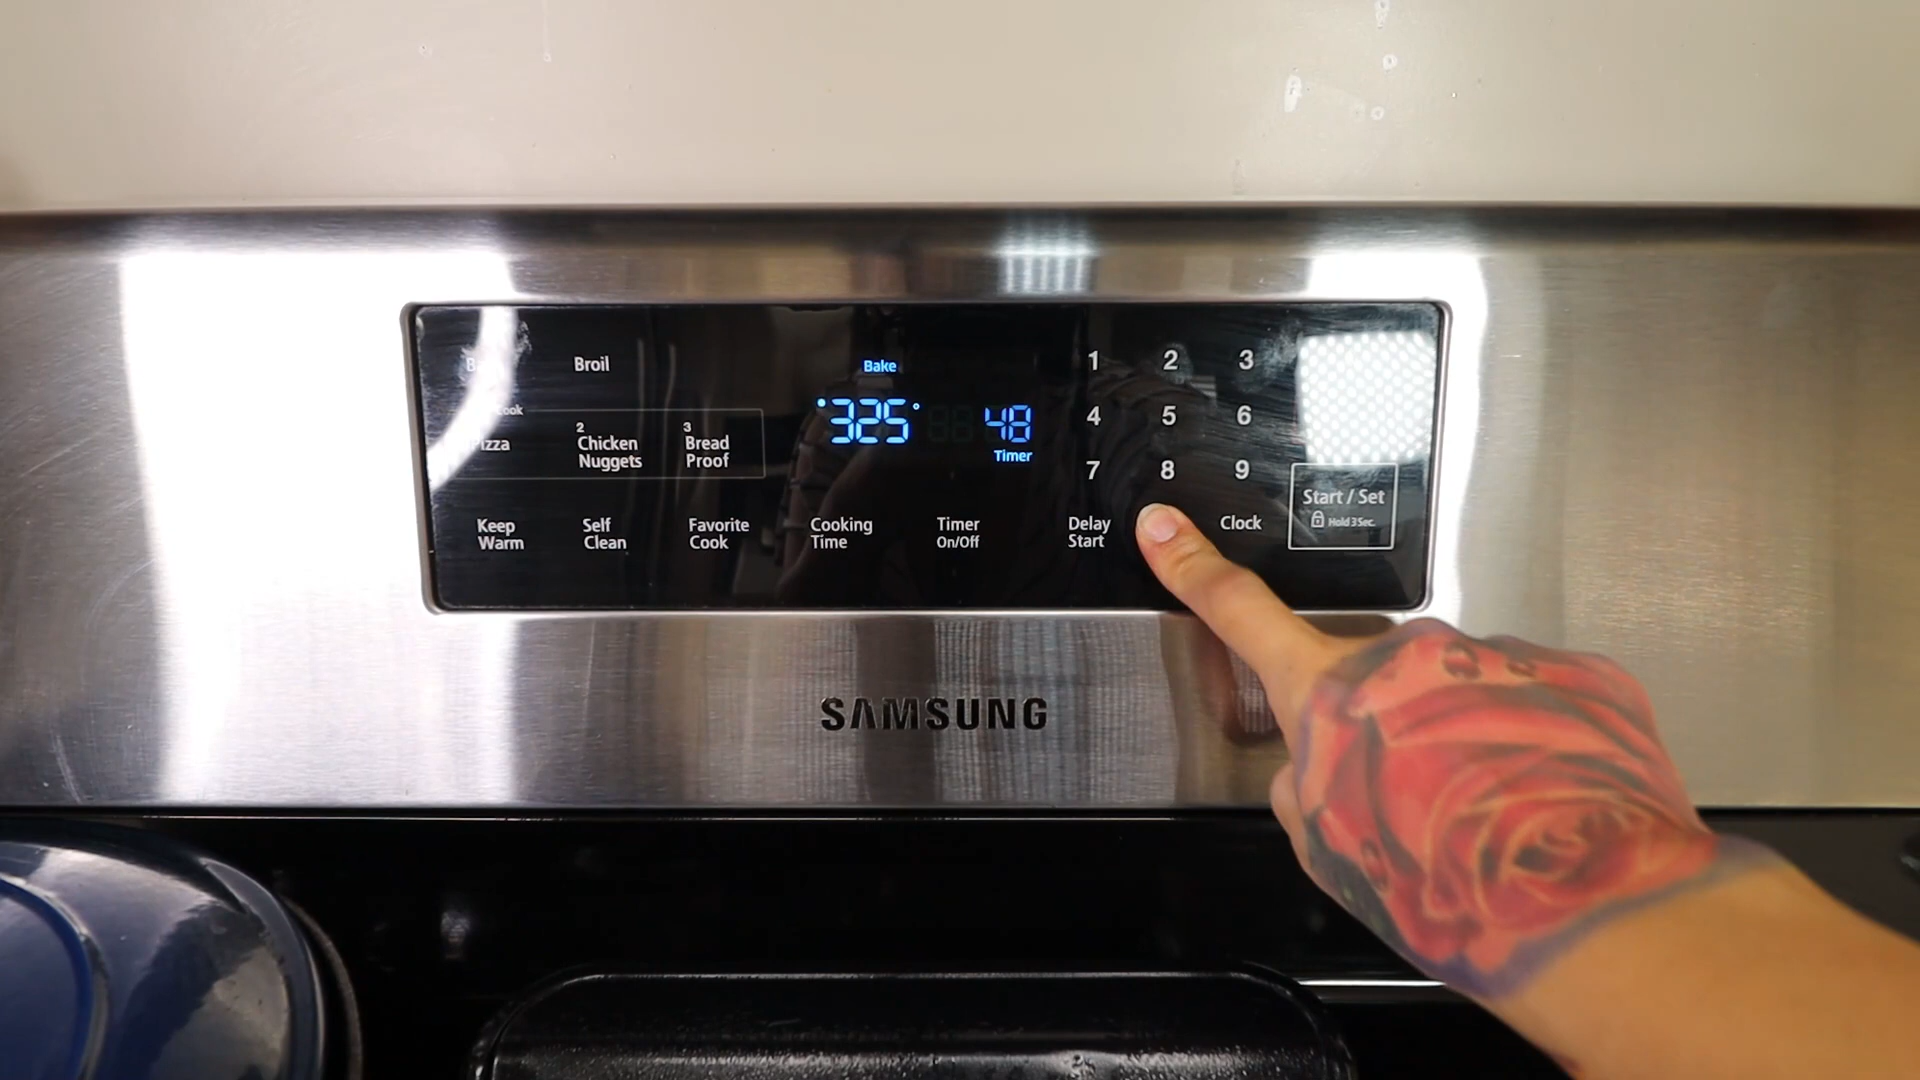 Broil
Bake
1 2 3
325° 48
4 5 6
Timer
Cook
Pizza
2
Chicken
Nuggets
3
Bread
Proof
7 8 9
Keep
Warm
Self
Clean
Favorite
Cook
Cooking
Time
Timer
On/Off
Delay
Start
Clock
Start / Set
Hold 3 Sec.
SAMSUNG